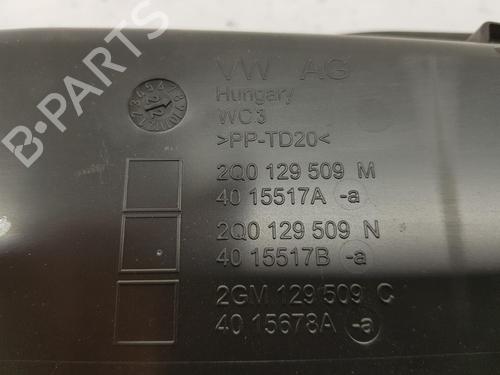 VW AG
Hungary
WC3
>PP-TD20<
2Q0 129 509 M
40 15517A -a
2Q0 129 509 N
40 15517B -a
2GM 129 509 C
40 15678A -a
B-PARTS